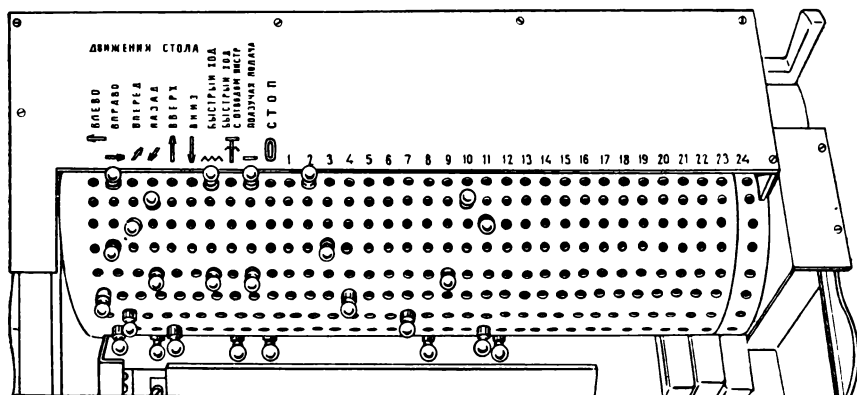 ДВИЖЕНИИ СТОЛА
ВЛЕВО
ВПРАВО
ВПЕРЕД
НАЗАД
ВВЕРХ
ВНИЗ
БЫСТРЫЙ ХОД
БЫСТРЫЙ ХОД
С ОТВОДОМ ИНСТР
ПОЛЗУЧАЯ ПОДАЧА
СТОП
1 2 3 4 5 6 7 8 9 10 11 12 13 14 15 16 17 18 19 20 21 22 23 24